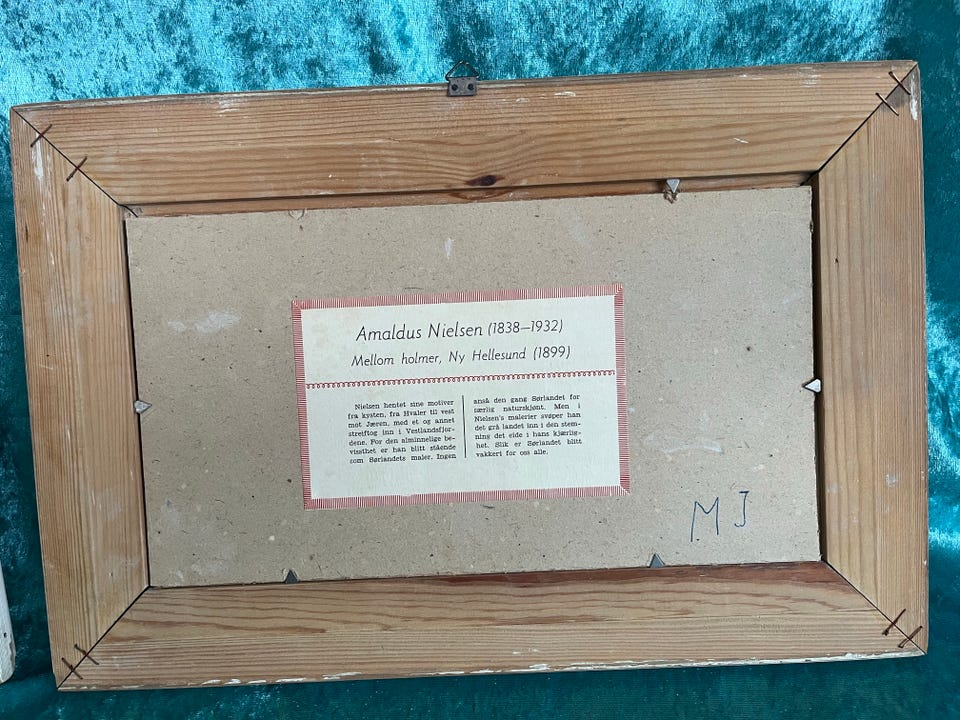 Amaldus Nielsen (1838—1932)
Mellom holmer, Ny Hellesund (1899)
Nielsen hentet sine motiver
fra kysten, fra Hvaler til vest
mot Jæren, med et og annet
streiftog inn i Vestlandsfjor-
dene. For den alminnelige be-
vissthet er han blitt stående
som Sørlandets maler. Ingen
anså den gang Sørlandet for
særlig naturskjønt. Men i
Nielsen's malerier svøper han
det grå landet inn i den stem-
ning det eide i hans kjærlig-
het. Slik er Sørlandet blitt
vakkert for oss alle.
MJ